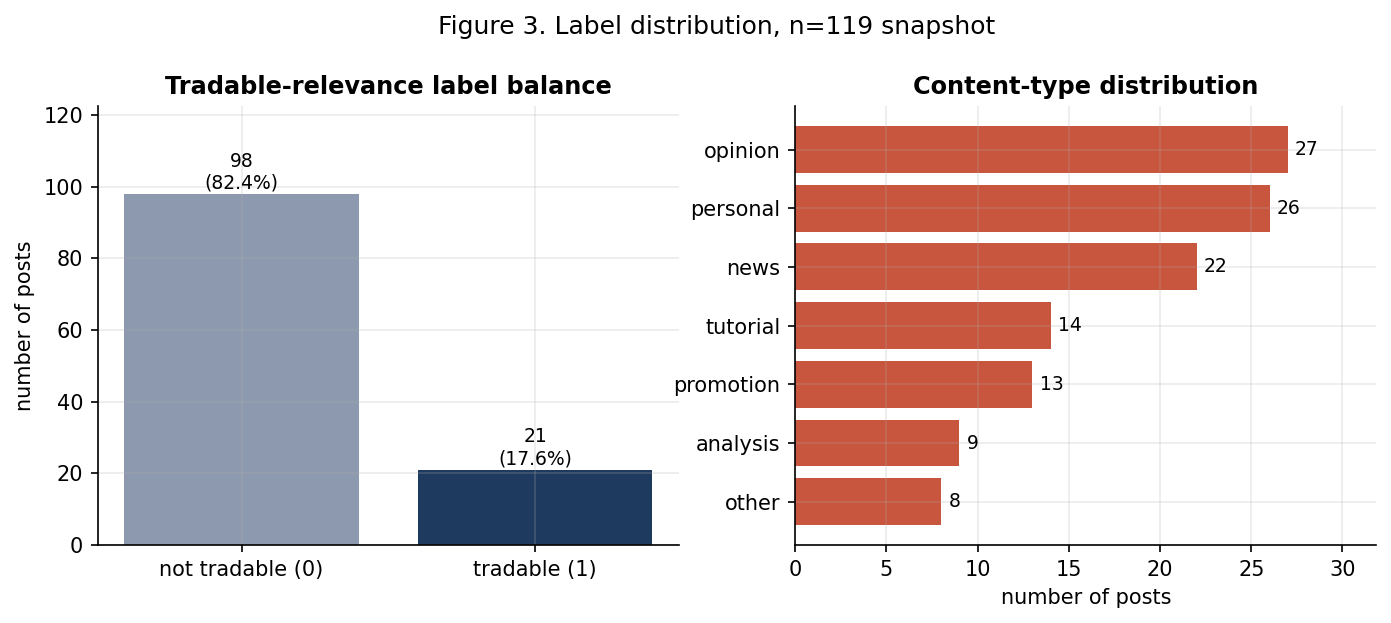 Figure 3. Label distribution, n=119 snapshot
Tradable-relevance label balance
number of posts
120
100
80
60
40
20
0
98
(82.4%)
21
(17.6%)
not tradable (0)
tradable (1)
Content-type distribution
opinion
27
personal
26
news
22
tutorial
14
promotion
13
analysis
9
other
8
0
5
10
15
20
25
30
number of posts